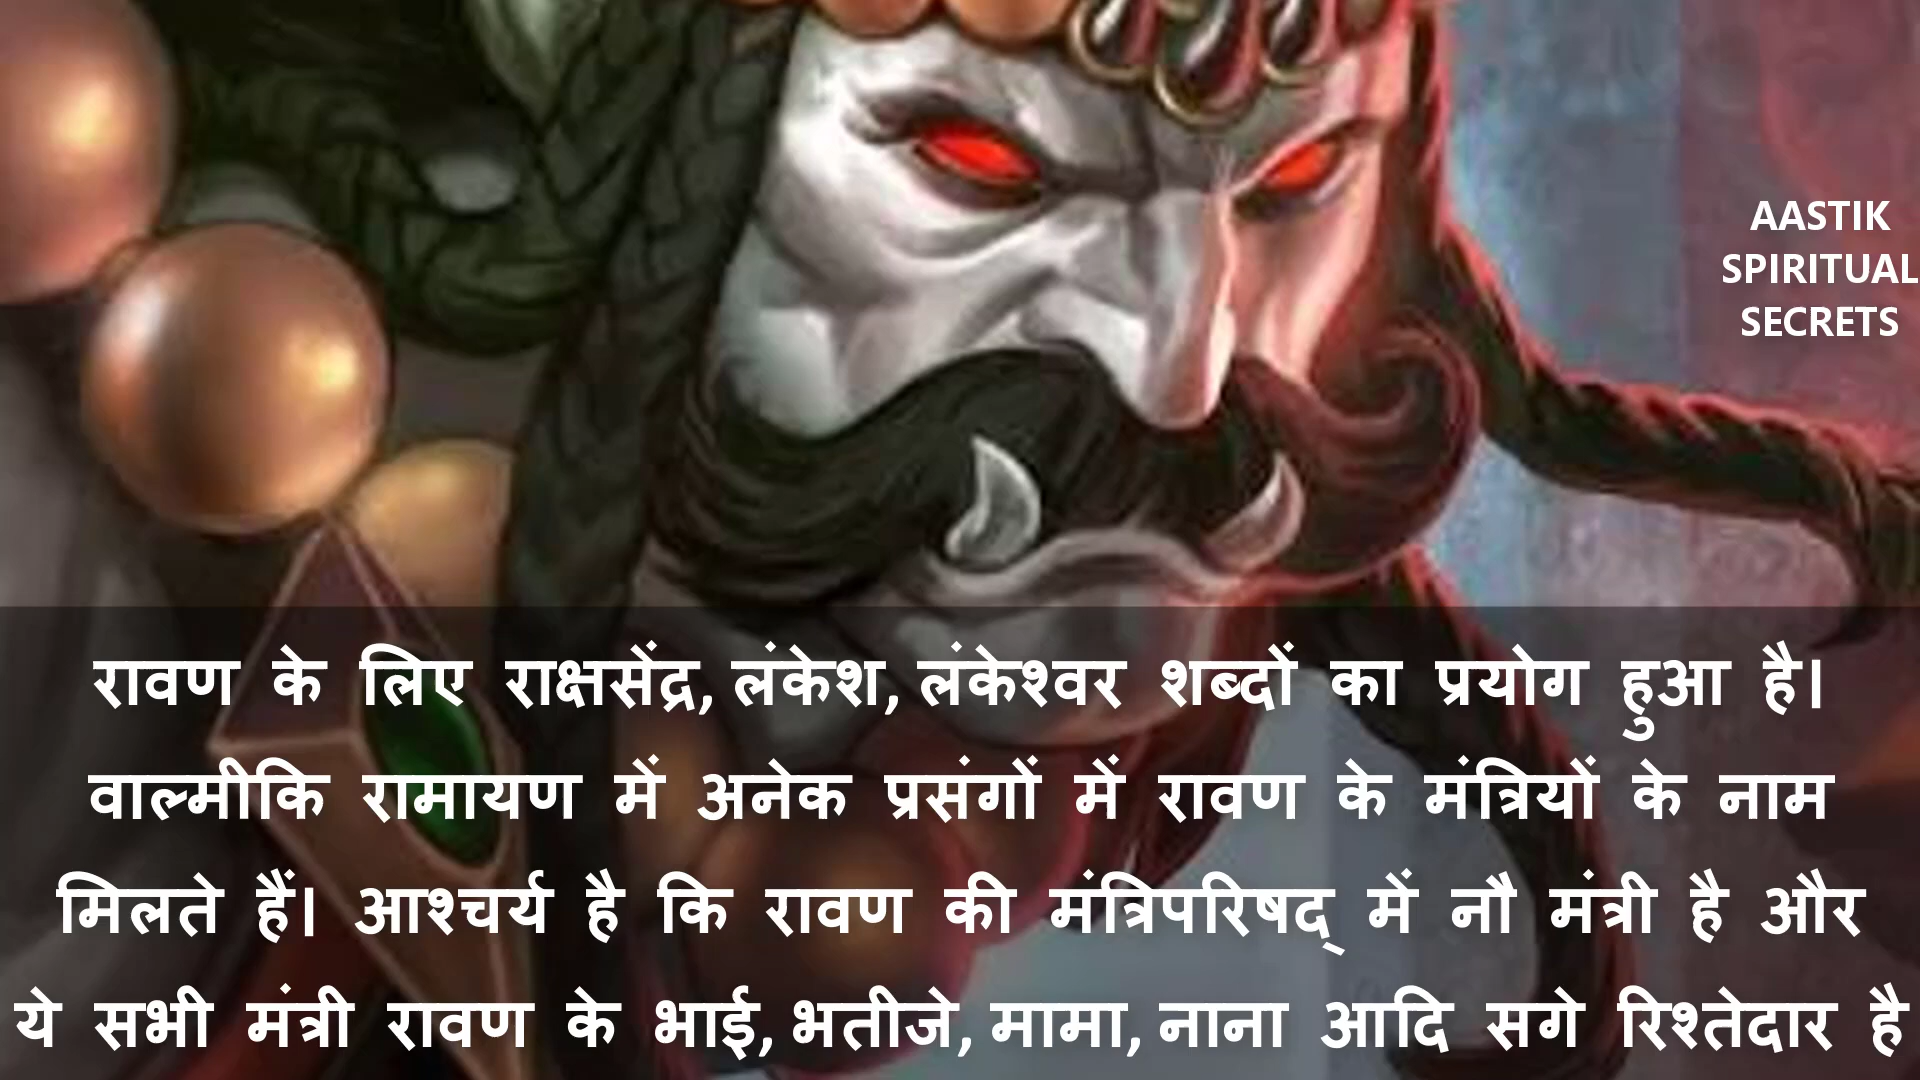 AASTIK
SPIRITUAL
SECRETS
रावण के लिए राक्षसेंद्र, लंकेश, लंकेश्वर शब्दों का प्रयोग हुआ है।
वाल्मीकि रामायण में अनेक प्रसंगों में रावण के मंत्रियों के नाम
मिलते हैं। आश्चर्य है कि रावण की मंत्रिपरिषद् में नौ मंत्री है और
ये सभी मंत्री रावण के भाई, भतीजे, मामा, नाना आदि सगे रिश्तेदार है